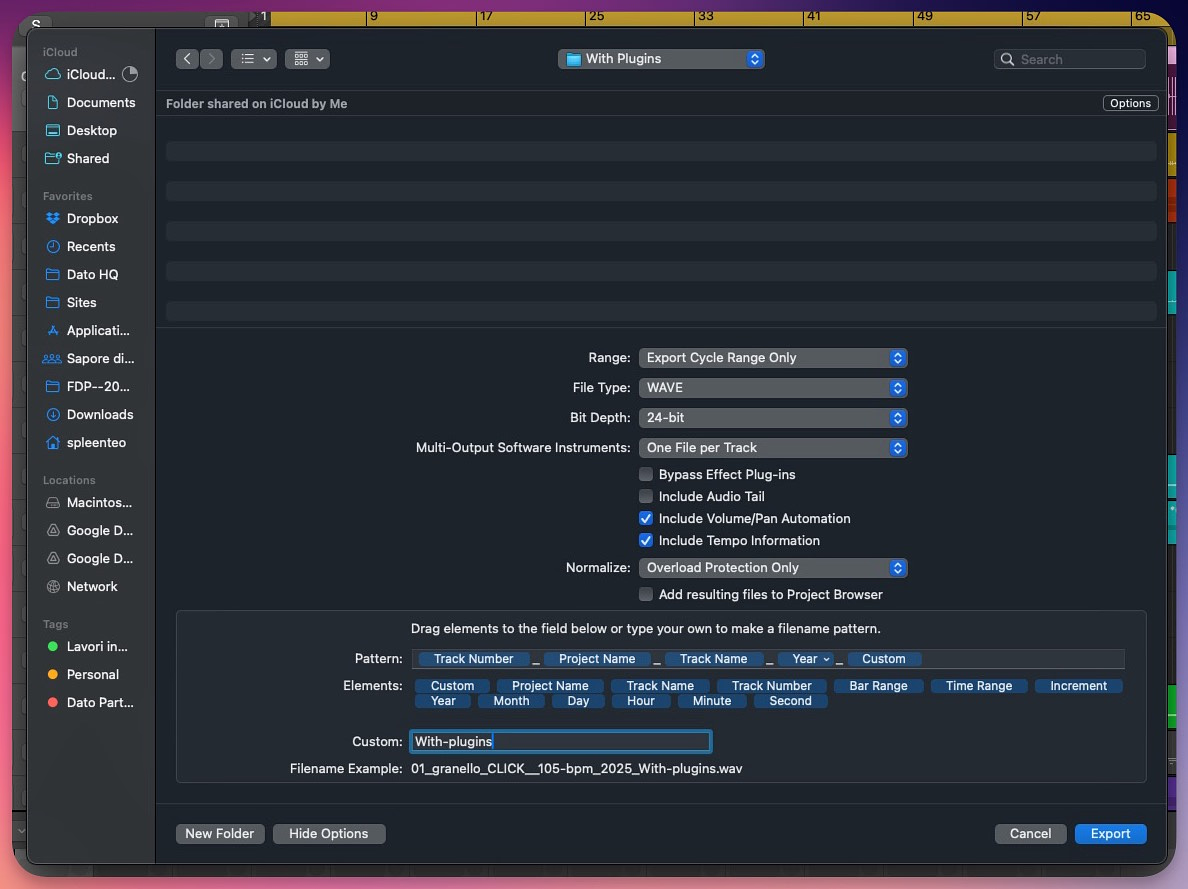 S
1 9 17 25 33 41 49 57 65
iCloud
iCloud...
Documents
Desktop
Shared
Favorites
Dropbox
Recents
Dato HQ
Sites
Applicati...
Sapore di...
FDP--20...
Downloads
spleenteo
Locations
Macintos...
Google D...
Google D...
Network
Tags
Lavori in...
Personal
Dato Part...
With Plugins
Search
Folder shared on iCloud by Me
Options
Range: Export Cycle Range Only
File Type: WAVE
Bit Depth: 24-bit
Multi-Output Software Instruments: One File per Track
Bypass Effect Plug-ins
Include Audio Tail
Include Volume/Pan Automation
Include Tempo Information
Normalize: Overload Protection Only
Add resulting files to Project Browser
Drag elements to the field below or type your own to make a filename pattern.
Pattern: Track Number _ Project Name _ Track Name _ Year _ Custom
Elements: Custom Project Name Track Name Track Number Bar Range Time Range Increment
Year Month Day Hour Minute Second
Custom: With-plugins
Filename Example: 01_granello_CLICK__105-bpm_2025_With-plugins.wav
New Folder Hide Options Cancel Export